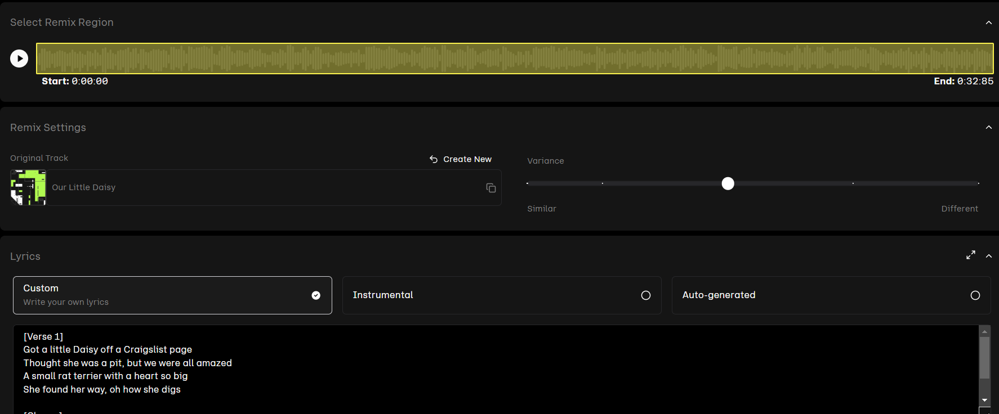 Select Remix Region
Start: 0:00:00
End: 0:32:85
Remix Settings
Original Track
Create New
Our Little Daisy
Variance
Similar
Different
Lyrics
Custom
Write your own lyrics
Instrumental
Auto-generated
[Verse 1]
Got a little Daisy off a Craigslist page
Thought she was a pit, but we were all amazed
A small rat terrier with a heart so big
She found her way, oh how she digs